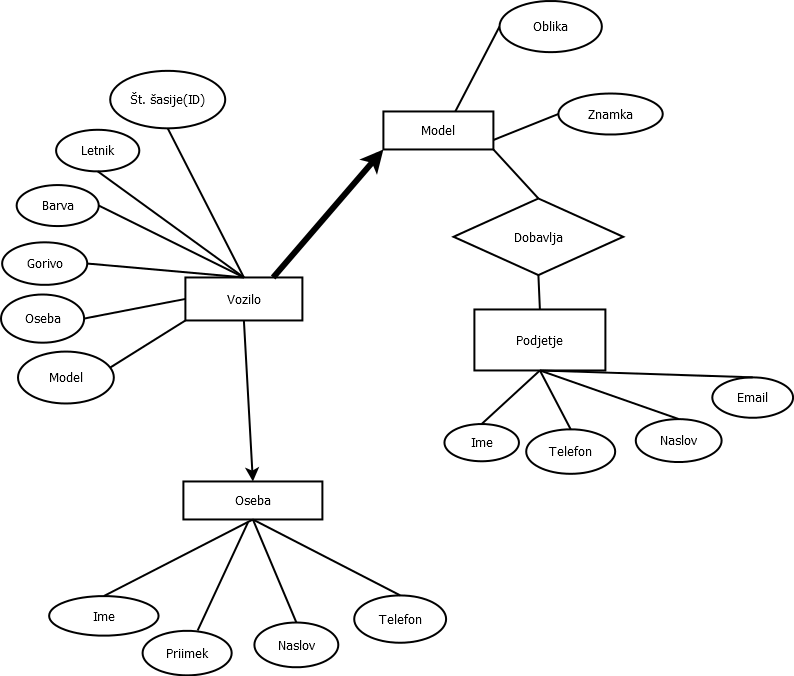 Oblika
Št. šasije(ID)
Znamka
Model
Letnik
Barva
Dobavlja
Gorivo
Vozilo
Oseba
Podjetje
Model
Email
Ime
Telefon
Naslov
Oseba
Ime
Telefon
Priimek
Naslov